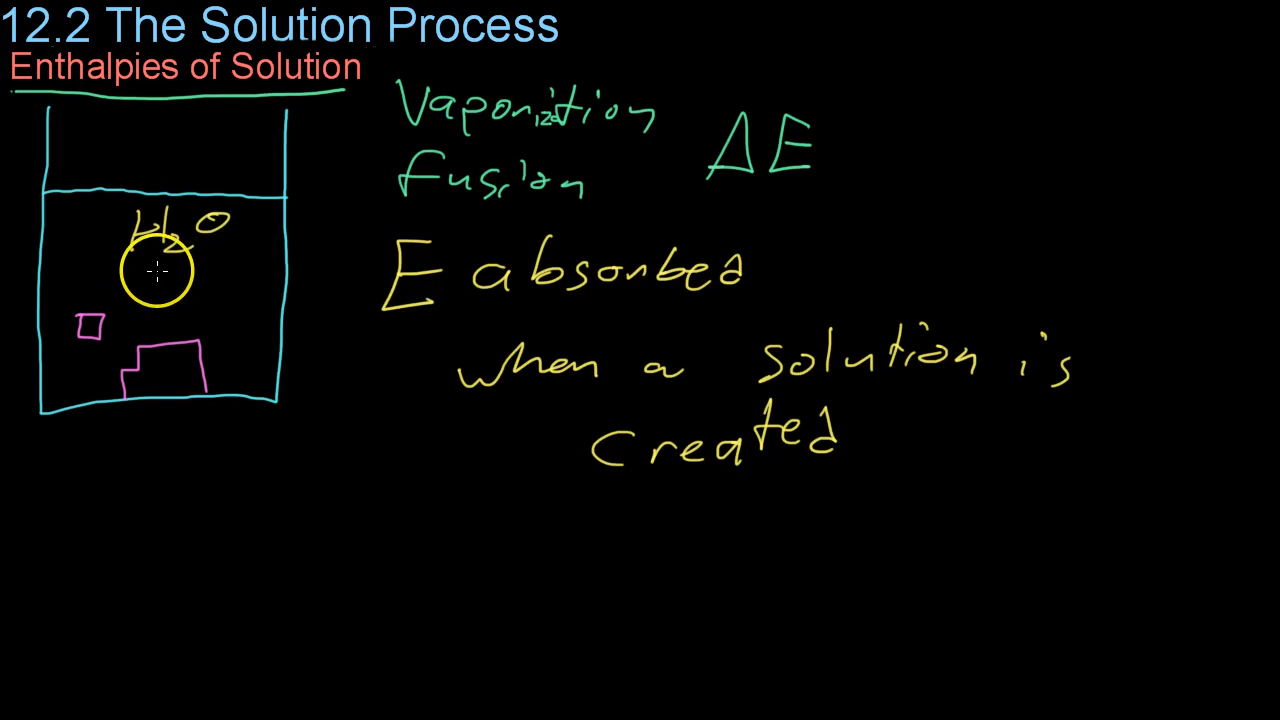 12.2 The Solution Process
Enthalpies of Solution
Vaporization
fusion
ΔE
H₂O
E absorbed
when a solution is
created